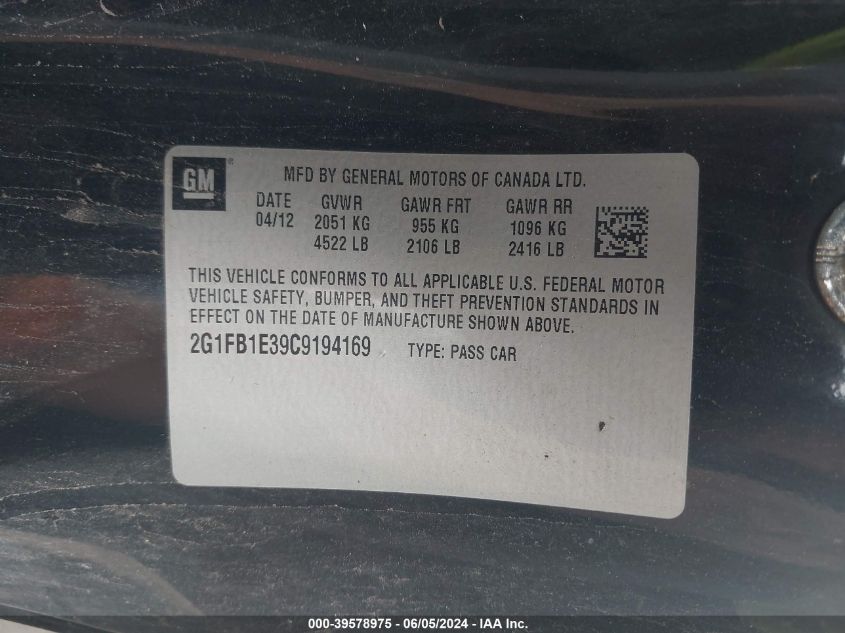 GM
MFD BY GENERAL MOTORS OF CANADA LTD.
DATE GVWR GAWR FRT GAWR RR
04/12 2051 KG 955 KG 1096 KG
4522 LB 2106 LB 2416 LB
THIS VEHICLE CONFORMS TO ALL APPLICABLE U.S. FEDERAL MOTOR
VEHICLE SAFETY, BUMPER, AND THEFT PREVENTION STANDARDS IN
EFFECT ON THE DATE OF MANUFACTURE SHOWN ABOVE.
2G1FB1E39C9194169 TYPE: PASS CAR
000-39578975 - 06/05/2024 - IAA Inc.